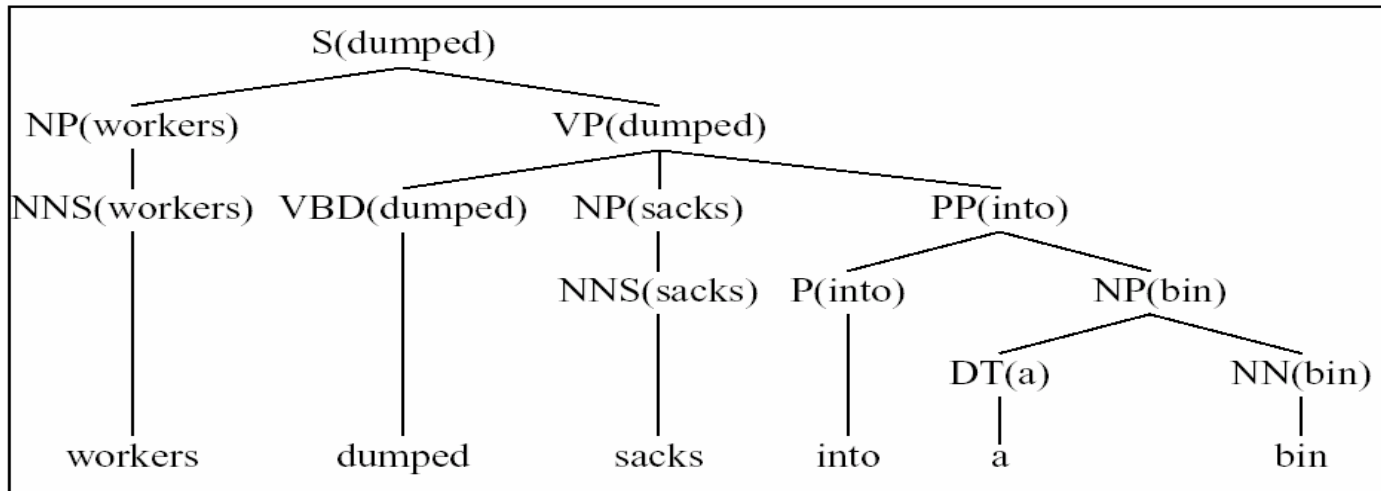 S(dumped)
NP(workers) VP(dumped)
NNS(workers) VBD(dumped) NP(sacks) PP(into)
NNS(sacks) P(into) NP(bin)
DT(a) NN(bin)
workers dumped sacks into a bin